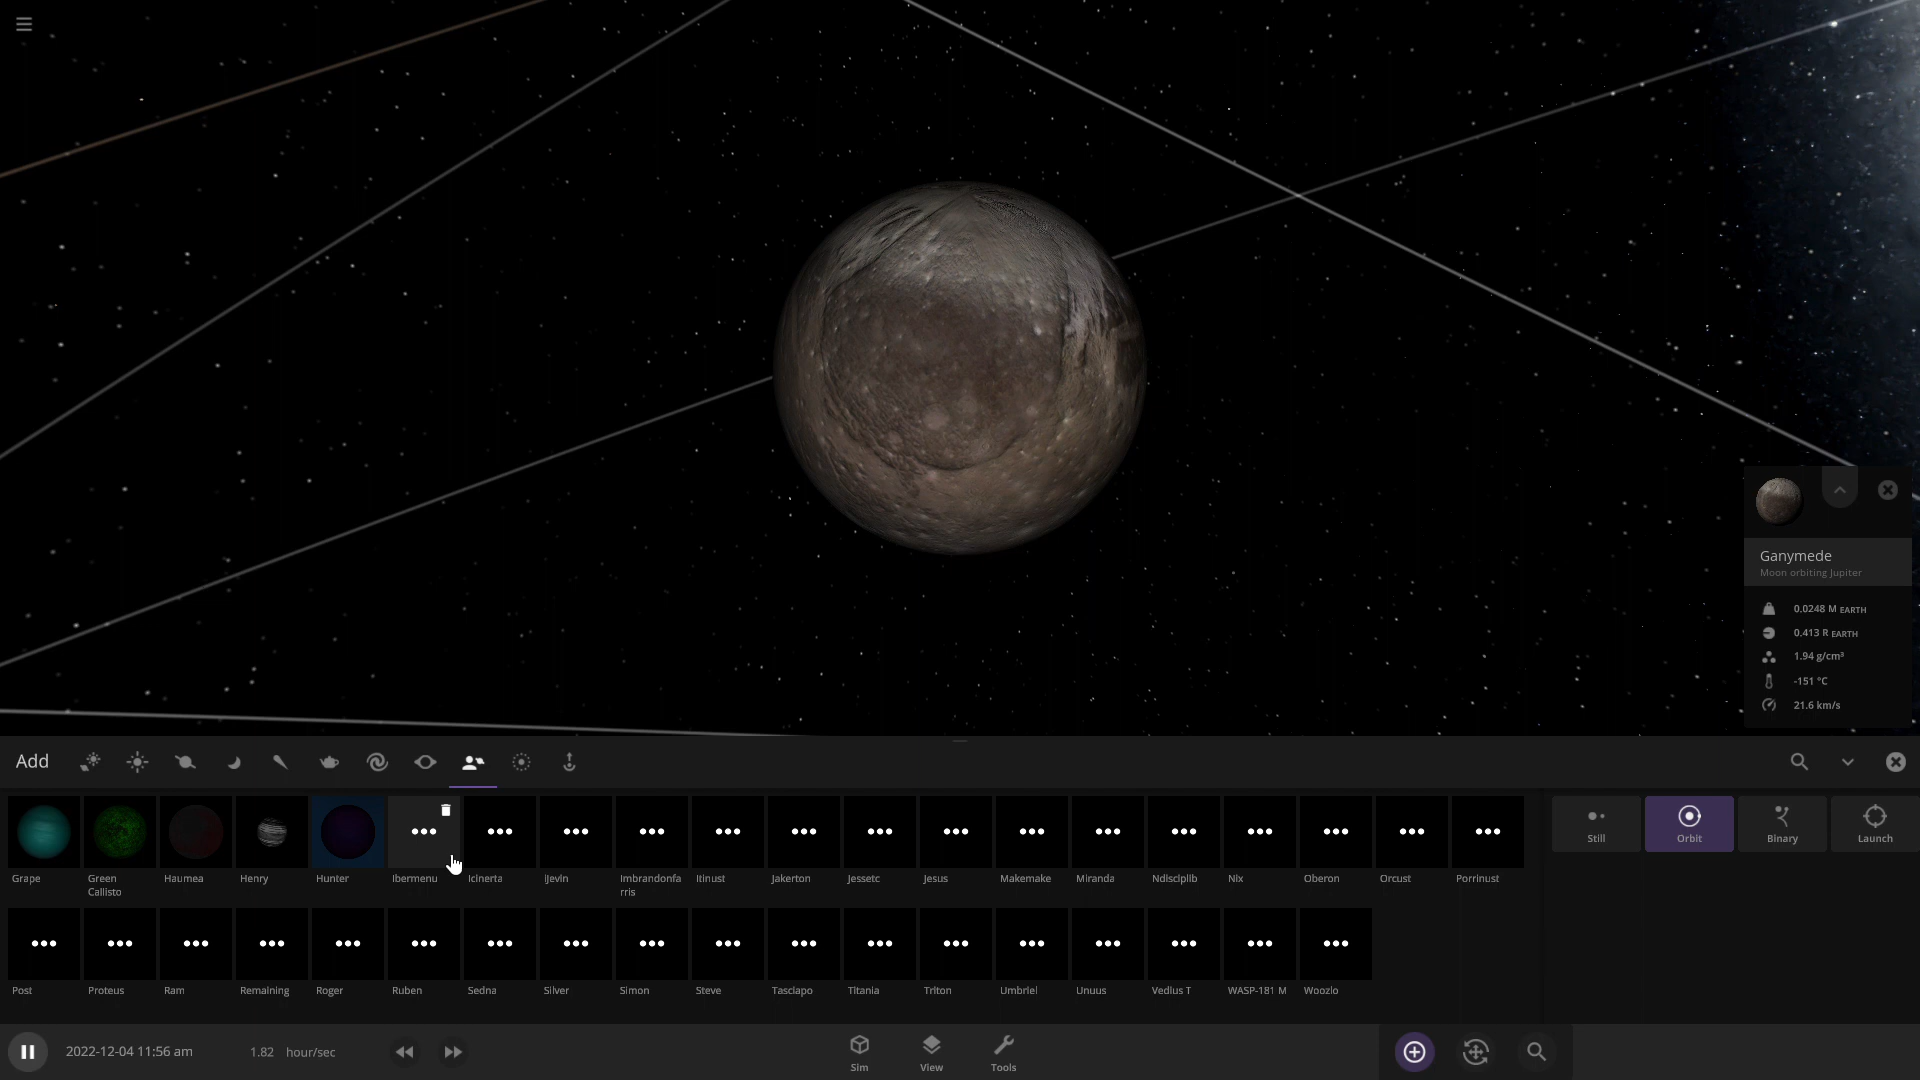 Ganymede
Moon orbiting Jupiter
0.0248 M EARTH
0.413 R EARTH
1.94 g/cm³
-151 °C
21.6 km/s
Add
Grape
Green
Callisto
Haumea
Henry
Hunter
Ibermenu
Icinerta
iJevin
Imbrandonfa
rris
Itinust
Jakerton
Jessetc
Jesus
Makemake
Miranda
Ndisciplib
Nix
Oberon
Orcust
Porrinust
Still
Orbit
Binary
Launch
Post
Proteus
Ram
Remaining
Roger
Ruben
Sedna
Silver
Simon
Steve
Tasciapo
Titania
Triton
Umbriel
Unuus
Vedius T
WASP-181 M
Woozio
2022-12-04 11:56 am
1.82 hour/sec
Sim
View
Tools